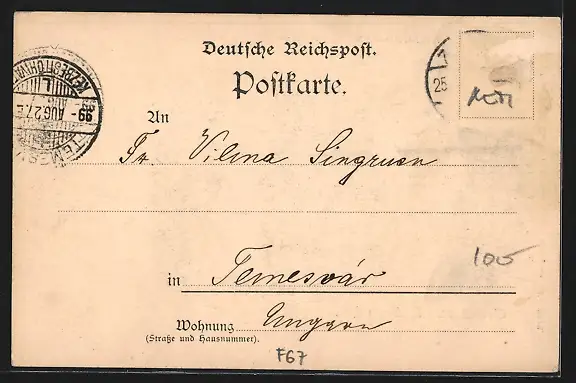 Deutsche Reichspost.
Postkarte.
An
Fr. Vilma Singruen
in Temesvár
Wohnung Ungarn
(Straße und Hausnummer).
99 - AUG. 27. E
25
100
F67